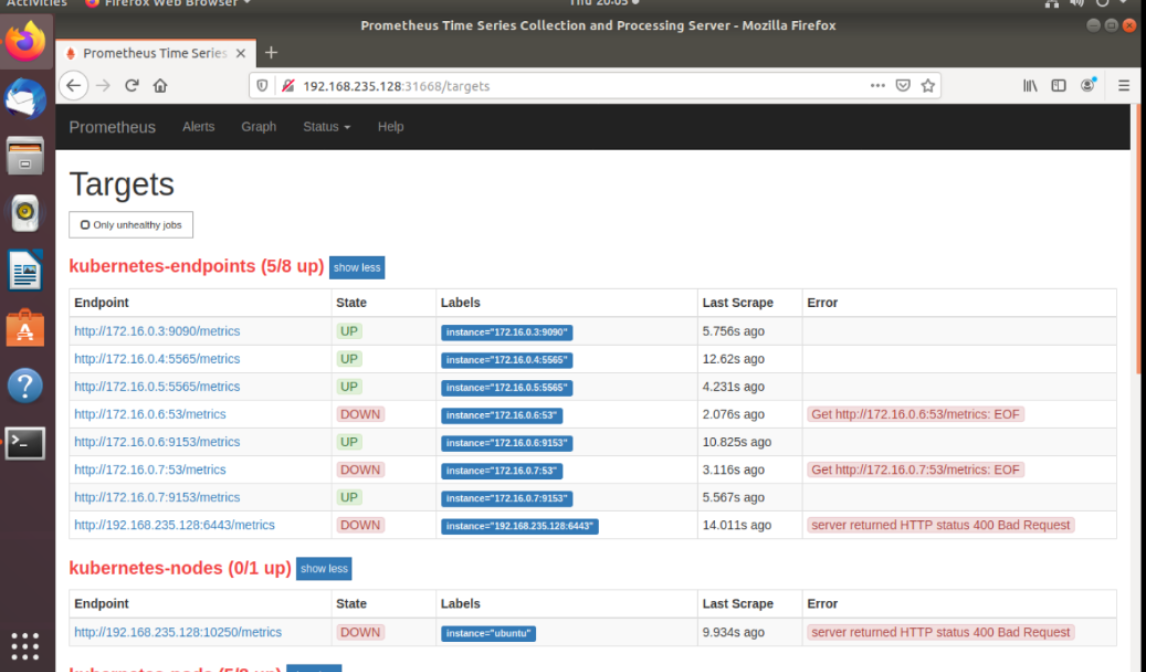 Activities Firefox Web Browser Thu 20:05
Prometheus Time Series Collection and Processing Server - Mozilla Firefox
Prometheus Time Series
192.168.235.128:31668/targets
Prometheus Alerts Graph Status Help
Targets
Only unhealthy jobs
kubernetes-endpoints (5/8 up) show less
Endpoint State Labels Last Scrape Error
http://172.16.0.3:9090/metrics UP instance="172.16.0.3:9090" 5.756s ago
http://172.16.0.4:5565/metrics UP instance="172.16.0.4:5565" 12.62s ago
http://172.16.0.5:5565/metrics UP instance="172.16.0.5:5565" 4.231s ago
http://172.16.0.6:53/metrics DOWN instance="172.16.0.6:53" 2.076s ago Get http://172.16.0.6:53/metrics: EOF
http://172.16.0.6:9153/metrics UP instance="172.16.0.6:9153" 10.825s ago
http://172.16.0.7:53/metrics DOWN instance="172.16.0.7:53" 3.116s ago Get http://172.16.0.7:53/metrics: EOF
http://172.16.0.7:9153/metrics UP instance="172.16.0.7:9153" 5.567s ago
http://192.168.235.128:6443/metrics DOWN instance="192.168.235.128:6443" 14.011s ago server returned HTTP status 400 Bad Request
kubernetes-nodes (0/1 up) show less
Endpoint State Labels Last Scrape Error
http://192.168.235.128:10250/metrics DOWN instance="ubuntu" 9.934s ago server returned HTTP status 400 Bad Request